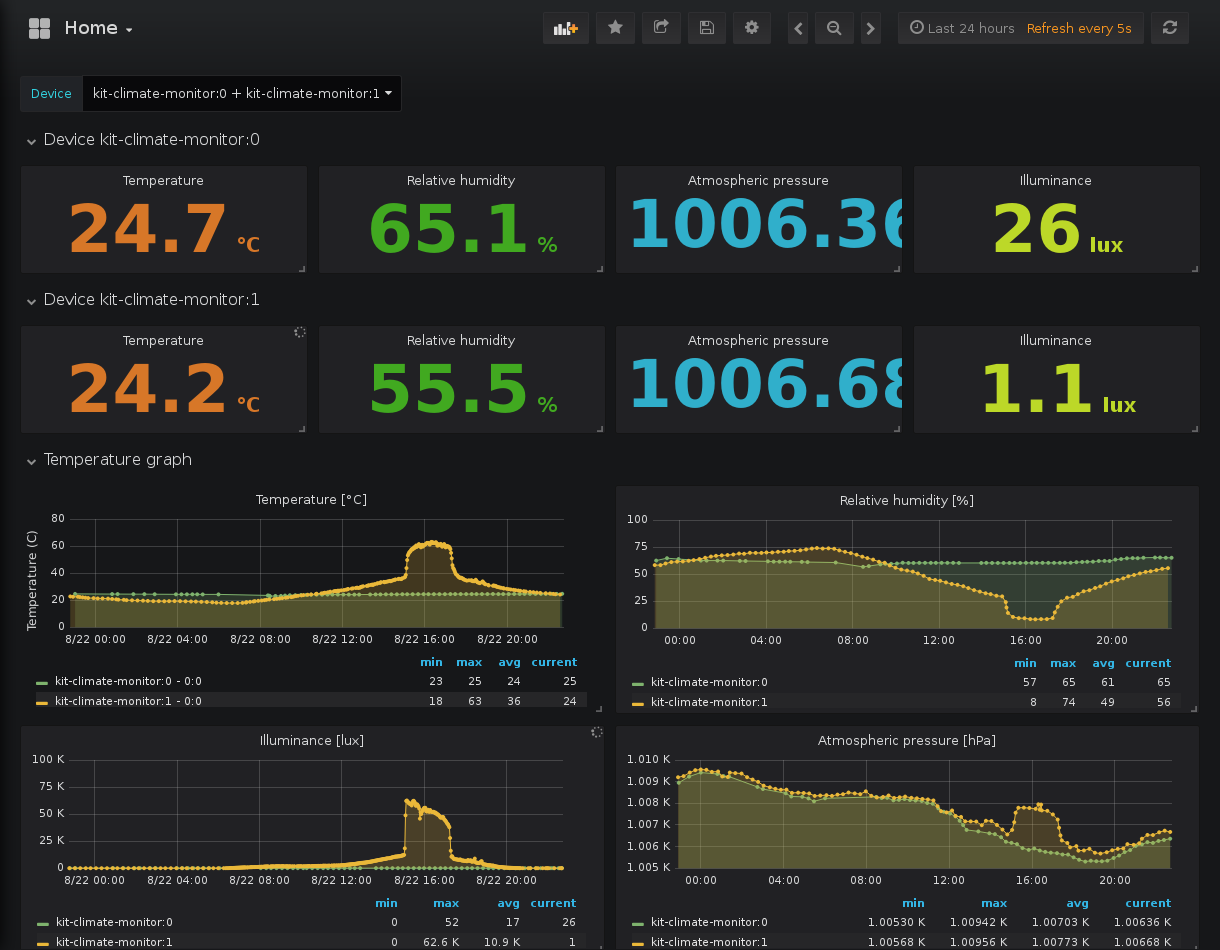 Home
Last 24 hours Refresh every 5s
Device kit-climate-monitor:0 + kit-climate-monitor:1
Device kit-climate-monitor:0
Temperature Relative humidity Atmospheric pressure Illuminance
24.7 °C 65.1 % 1006.36 26 lux
Device kit-climate-monitor:1
Temperature Relative humidity Atmospheric pressure Illuminance
24.2 °C 55.5 % 1006.68 1.1 lux
Temperature graph
Temperature [°C]
Temperature (C)
80
60
40
20
0
8/22 00:00 8/22 04:00 8/22 08:00 8/22 12:00 8/22 16:00 8/22 20:00
min max avg current
kit-climate-monitor:0 - 0:0 23 25 24 25
kit-climate-monitor:1 - 0:0 18 63 36 24
Relative humidity [%]
100
75
50
25
0
00:00 04:00 08:00 12:00 16:00 20:00
min max avg current
kit-climate-monitor:0 57 65 61 65
kit-climate-monitor:1 8 74 49 56
Illuminance [lux]
100 K
75 K
50 K
25 K
0
8/22 00:00 8/22 04:00 8/22 08:00 8/22 12:00 8/22 16:00 8/22 20:00
min max avg current
kit-climate-monitor:0 0 52 17 26
kit-climate-monitor:1 0 62.6 K 10.9 K 1
Atmospheric pressure [hPa]
1.010 K
1.009 K
1.008 K
1.007 K
1.006 K
1.005 K
00:00 04:00 08:00 12:00 16:00 20:00
min max avg current
kit-climate-monitor:0 1.00530 K 1.00942 K 1.00703 K 1.00636 K
kit-climate-monitor:1 1.00568 K 1.00956 K 1.00773 K 1.00668 K